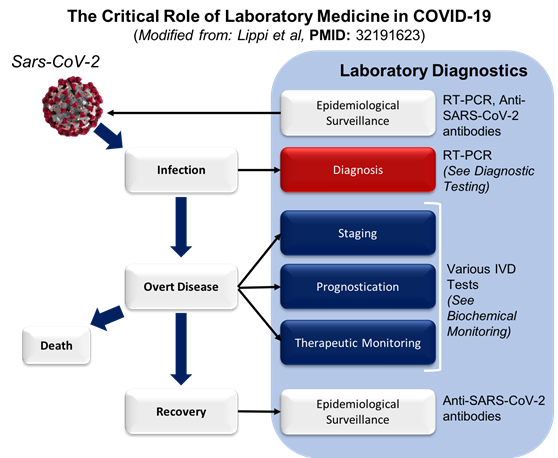 The Critical Role of Laboratory Medicine in COVID-19
(Modified from: Lippi et al, PMID: 32191623)
Sars-CoV-2
Laboratory Diagnostics
Epidemiological
Surveillance
RT-PCR, Anti-
SARS-CoV-2
antibodies
Infection
Diagnosis
RT-PCR
(See Diagnostic
Testing)
Staging
Overt Disease
Prognostication
Various IVD
Tests
(See
Biochemical
Monitoring)
Death
Therapeutic Monitoring
Recovery
Epidemiological
Surveillance
Anti-SARS-CoV-2
antibodies